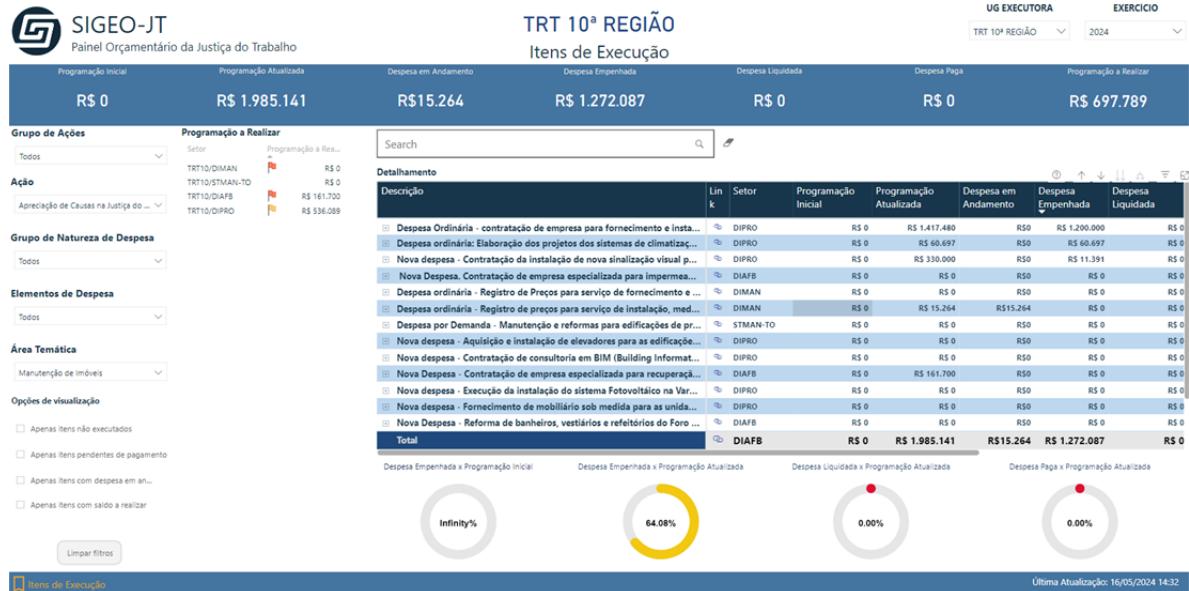 SIGEO-JT
Painel Orçamentário da Justiça do Trabalho
TRT 10ª REGIÃO
Itens de Execução
UG EXECUTORA
EXERCICIO
TRT 10ª REGIÃO
2024
Programação Inicial
Programação Atualizada
Despesa em Andamento
Despesa Empenhada
Despesa Liquidada
Despesa Paga
Programação a Realizar
R$ 0
R$ 1.985.141
R$15.264
R$ 1.272.087
R$ 0
R$ 0
R$ 697.789
Grupo de Ações
Todos
Ação
Apreciação de Causas na Justiça do ...
Grupo de Natureza de Despesa
Todos
Elementos de Despesa
Todos
Área Temática
Manutenção de Imóveis
Opções de visualização
Apenas itens não executados
Apenas itens pendentes de pagamento
Apenas itens com despesa em an...
Apenas itens com saldo a realizar
Limpar filtros
Programação a Realizar
Setor Programação a Rea...
TRT10/DIMAN R$ 0
TRT10/STMAN-TO R$ 0
TRT10/DIAFB R$ 161.700
TRT10/DIPRO R$ 536.089
Search
Detalhamento
Descrição Link Setor Programação Inicial Programação Atualizada Despesa em Andamento Despesa Empenhada Despesa Liquidada
Despesa Ordinária - contratação de empresa para fornecimento e insta... DIPRO R$ 0 R$ 1.417.480 R$0 R$ 1.200.000 R$ 0
Despesa ordinária: Elaboração dos projetos dos sistemas de climatizaç... DIPRO R$ 0 R$ 60.697 R$0 R$ 60.697 R$ 0
Nova despesa - Contratação da instalação de nova sinalização visual p... DIPRO R$ 0 R$ 330.000 R$0 R$ 11.391 R$ 0
Nova Despesa. Contratação de empresa especializada para impermea... DIAFB R$ 0 R$ 0 R$0 R$ 0 R$ 0
Despesa ordinária - Registro de Preços para serviço de fornecimento e ... DIMAN R$ 0 R$ 0 R$0 R$ 0 R$ 0
Despesa ordinária - Registro de preços para serviço de instalação, med... DIMAN R$ 0 R$ 15.264 R$15.264 R$ 0 R$ 0
Despesa por Demanda - Manutenção e reformas para edificações de pr... STMAN-TO R$ 0 R$ 0 R$0 R$ 0 R$ 0
Nova despesa - Aquisição e instalação de elevadores para as edificaçõe... DIPRO R$ 0 R$ 0 R$0 R$ 0 R$ 0
Nova despesa - Contratação de consultoria em BIM (Building Informat... DIPRO R$ 0 R$ 0 R$0 R$ 0 R$ 0
Nova Despesa - Contratação de empresa especializada para recuperaçã... DIAFB R$ 0 R$ 161.700 R$0 R$ 0 R$ 0
Nova despesa - Execução da instalação do sistema Fotovoltáico na Var... DIPRO R$ 0 R$ 0 R$0 R$ 0 R$ 0
Nova despesa - Fornecimento de mobiliário sob medida para as unida... DIPRO R$ 0 R$ 0 R$0 R$ 0 R$ 0
Nova Despesa - Reforma de banheiros, vestiários e refeitórios do Foro ... DIAFB R$ 0 R$ 0 R$0 R$ 0 R$ 0
Total DIAFB R$ 0 R$ 1.985.141 R$15.264 R$ 1.272.087 R$ 0
Despesa Empenhada x Programação Inicial
Despesa Empenhada x Programação Atualizada
Despesa Liquidada x Programação Atualizada
Despesa Paga x Programação Atualizada
Infinity%
64.08%
0.00%
0.00%
Itens de Execução
Última Atualização: 16/05/2024 14:32